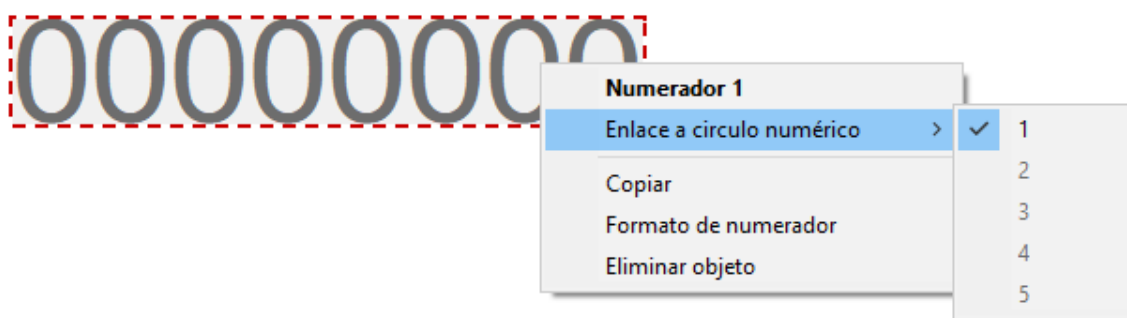 00000000
Numerador 1
Enlace a circulo numérico
1
2
3
4
5
Copiar
Formato de numerador
Eliminar objeto